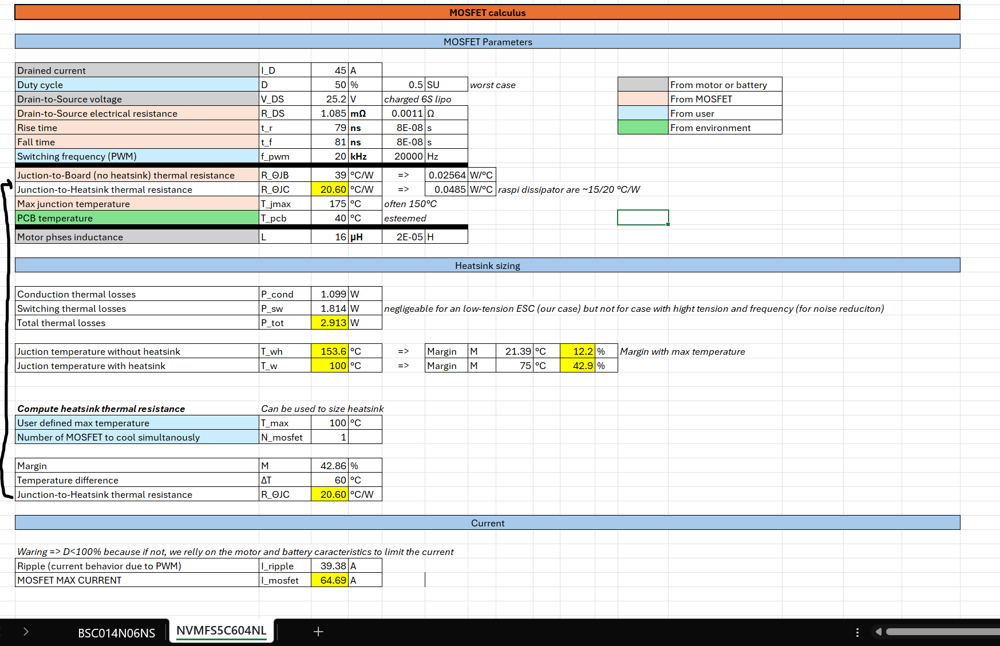 MOSFET calculus
MOSFET Parameters
Drained current I_D 45 A
Duty cycle D 50 % 0.5 SU worst case From motor or battery
Drain-to-Source voltage V_DS 25.2 V charged 6S lipo From MOSFET
Drain-to-Source electrical resistance R_DS 1.085 mΩ 0.0011 Ω From user
Rise time t_r 79 ns 8E-08 s From environment
Fall time t_f 81 ns 8E-08 s
Switching frequency (PWM) f_pwm 20 kHz 20000 Hz
Juction-to-Board (no heatsink) thermal resistance R_ΘJB 39 °C/W => 0.02564 W/°C
Junction-to-Heatsink thermal resistance R_ΘJC 20.60 °C/W => 0.0485 W/°C raspi dissipator are ~15/20 °C/W
Max junction temperature T_jmax 175 °C often 150°C
PCB temperature T_pcb 40 °C esteemed
Motor phses inductance L 16 µH 2E-05 H
Heatsink sizing
Conduction thermal losses P_cond 1.099 W
Switching thermal losses P_sw 1.814 W negligeable for an low-tension ESC (our case) but not for case with hight tension and frequency (for noise reduciton)
Total thermal losses P_tot 2.913 W
Juction temperature without heatsink T_wh 153.6 °C => Margin M 21.39 °C 12.2 % Margin with max temperature
Juction temperature with heatsink T_w 100 °C => Margin M 75 °C 42.9 %
Compute heatsink thermal resistance Can be used to size heatsink
User defined max temperature T_max 100 °C
Number of MOSFET to cool simultanously N_mosfet 1
Margin M 42.86 %
Temperature difference ΔT 60 °C
Junction-to-Heatsink thermal resistance R_ΘJC 20.60 °C/W
Current
Waring => D<100% because if not, we relly on the motor and battery caracteristics to limit the current
Ripple (current behavior due to PWM) I_ripple 39.38 A
MOSFET MAX CURRENT I_mosfet 64.69 A
BSC014N06NS NVMFS5C604NL +